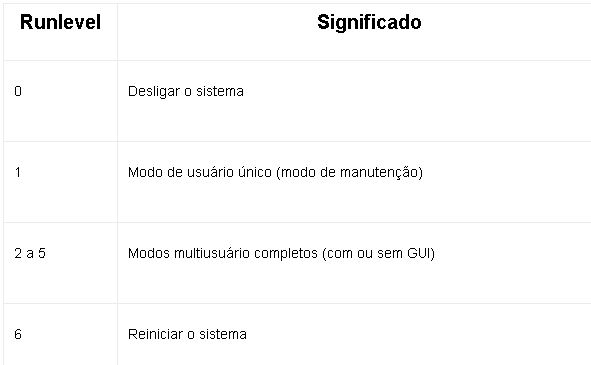 Runlevel Significado
0 Desligar o sistema
1 Modo de usuário único (modo de manutenção)
2 a 5 Modos multiusuário completos (com ou sem GUI)
6 Reiniciar o sistema